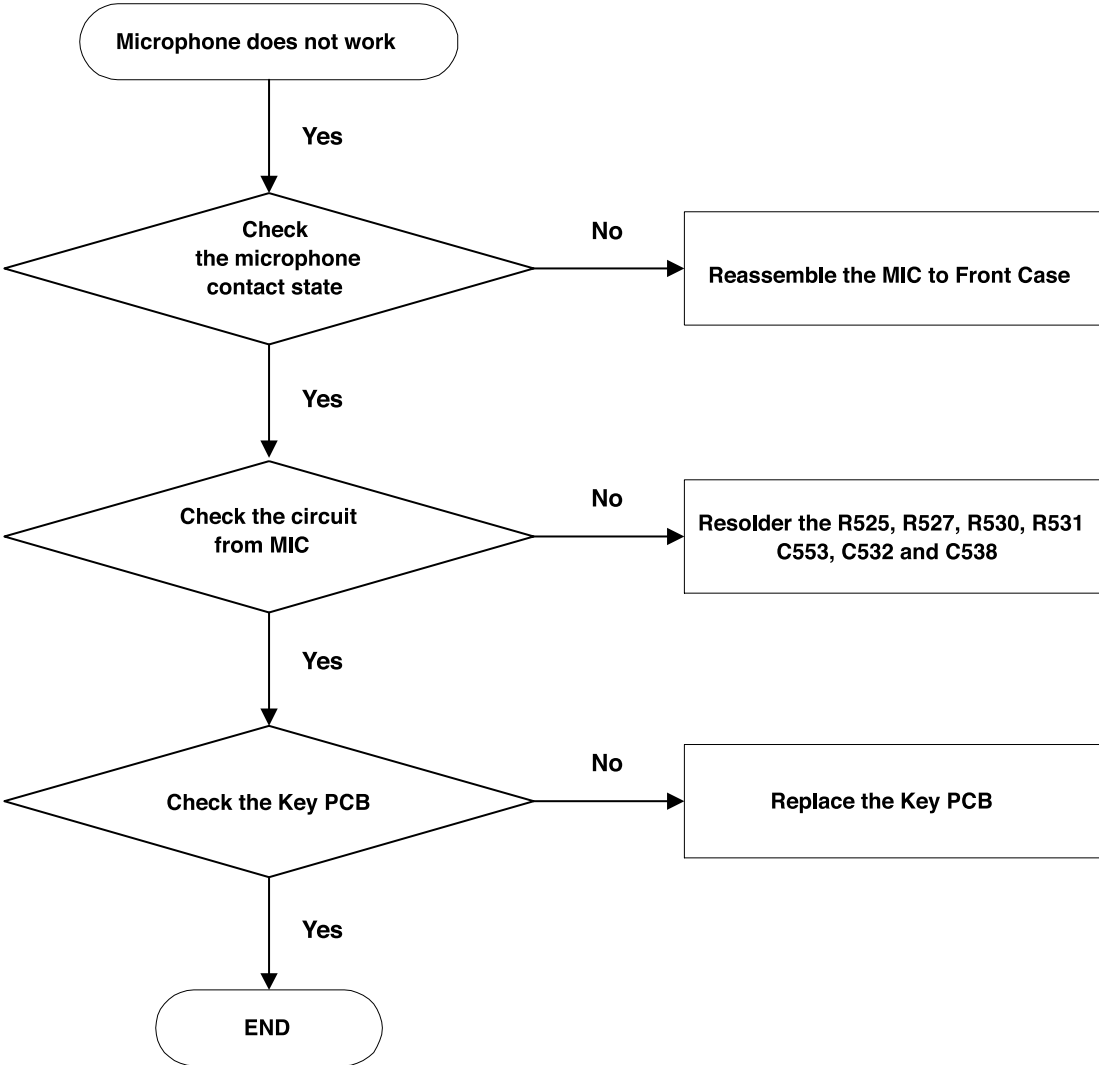 Microphone does not work
Yes
Check
the microphone
contact state
No
Reassemble the MIC to Front Case
Yes
Check the circuit
from MIC
No
Resolder the R525, R527, R530, R531
C553, C532 and C538
Yes
Check the Key PCB
No
Replace the Key PCB
Yes
END